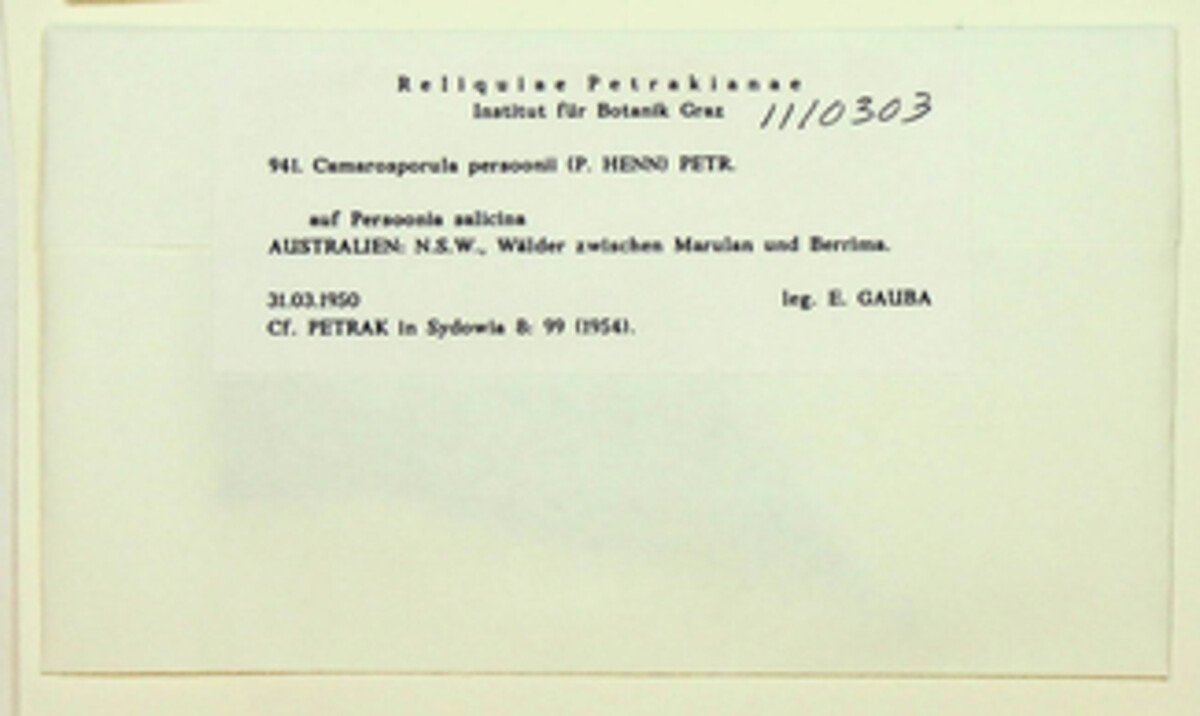 Reliquiae Petrakianae
Institut für Botanik Graz 1110303
941. Camarosporula persoonii (P. HENN) PETR.
auf Persoonia salicina
AUSTRALIEN: N.S.W., Wälder zwischen Marulan und Berrima.
31.03.1950 leg. E. GAUBA
Cf. PETRAK in Sydowia 8: 99 (1954).